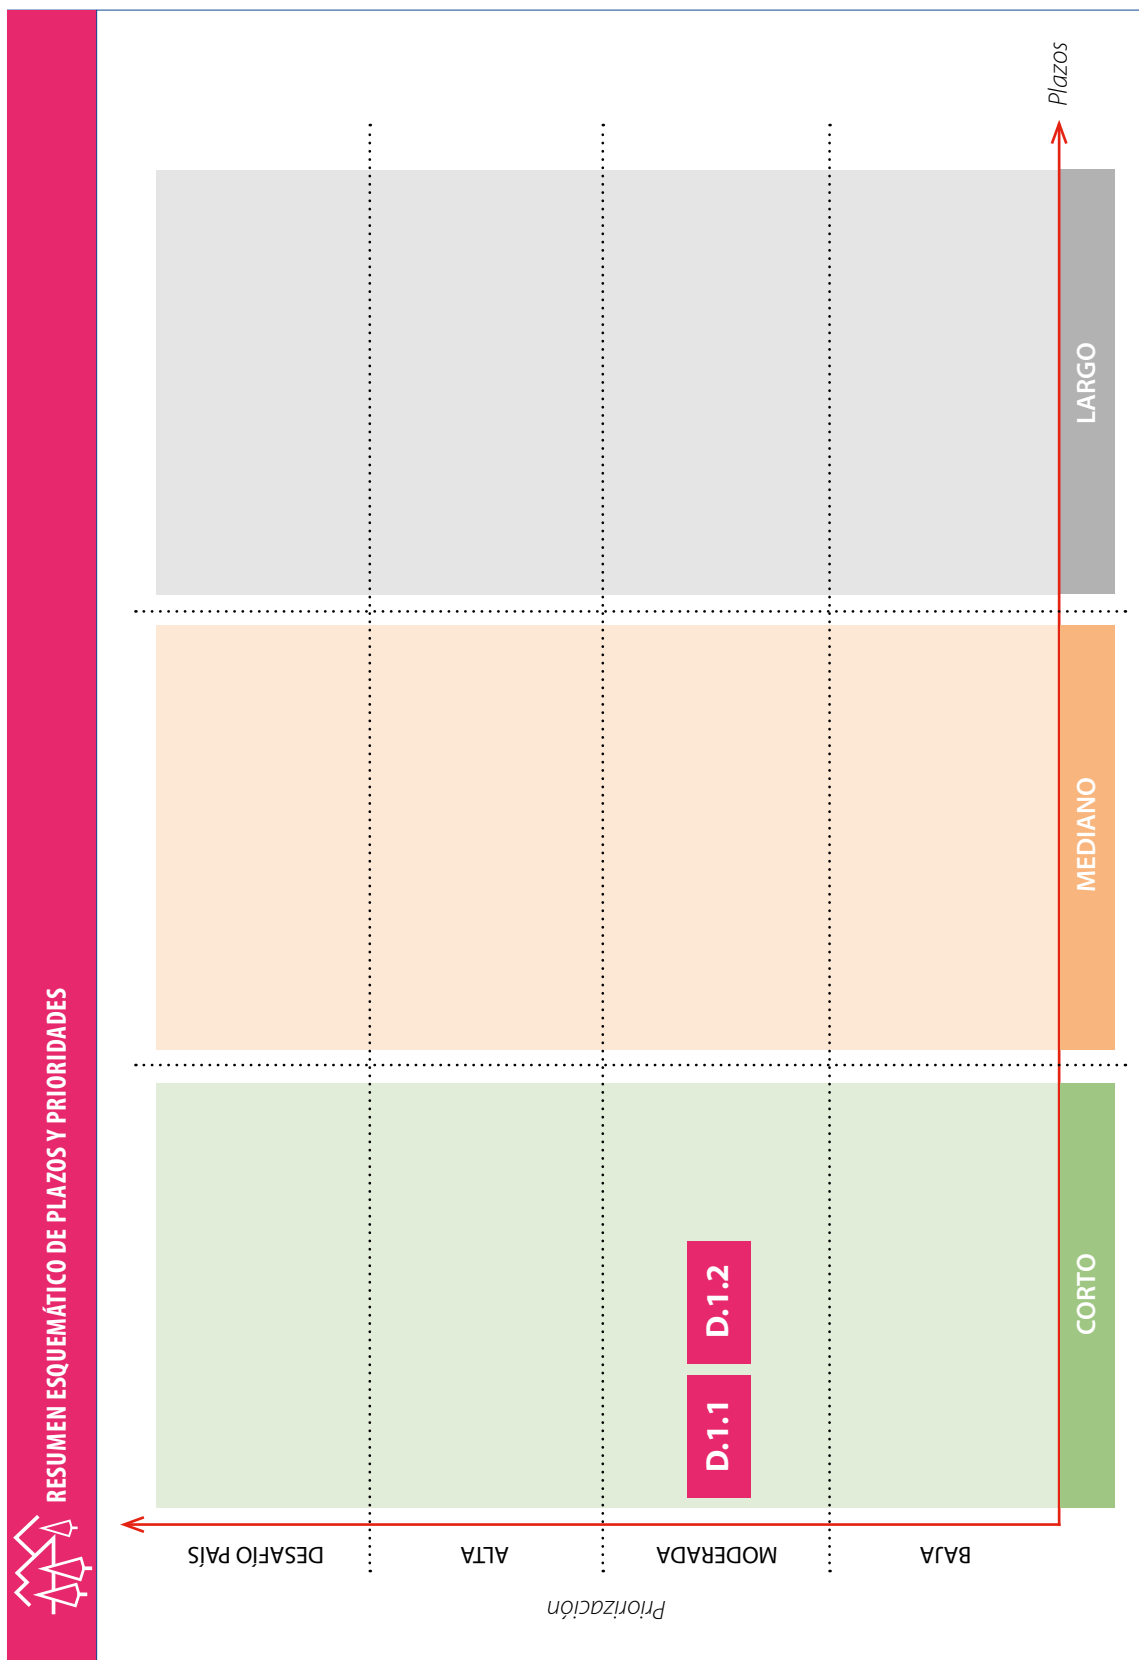 RESUMEN ESQUEMÁTICO DE PLAZOS Y PRIORIDADES
Priorización
DESAFÍO PAÍS
ALTA
MODERADA
D.1.1
D.1.2
BAJA
CORTO
MEDIANO
LARGO
Plazos